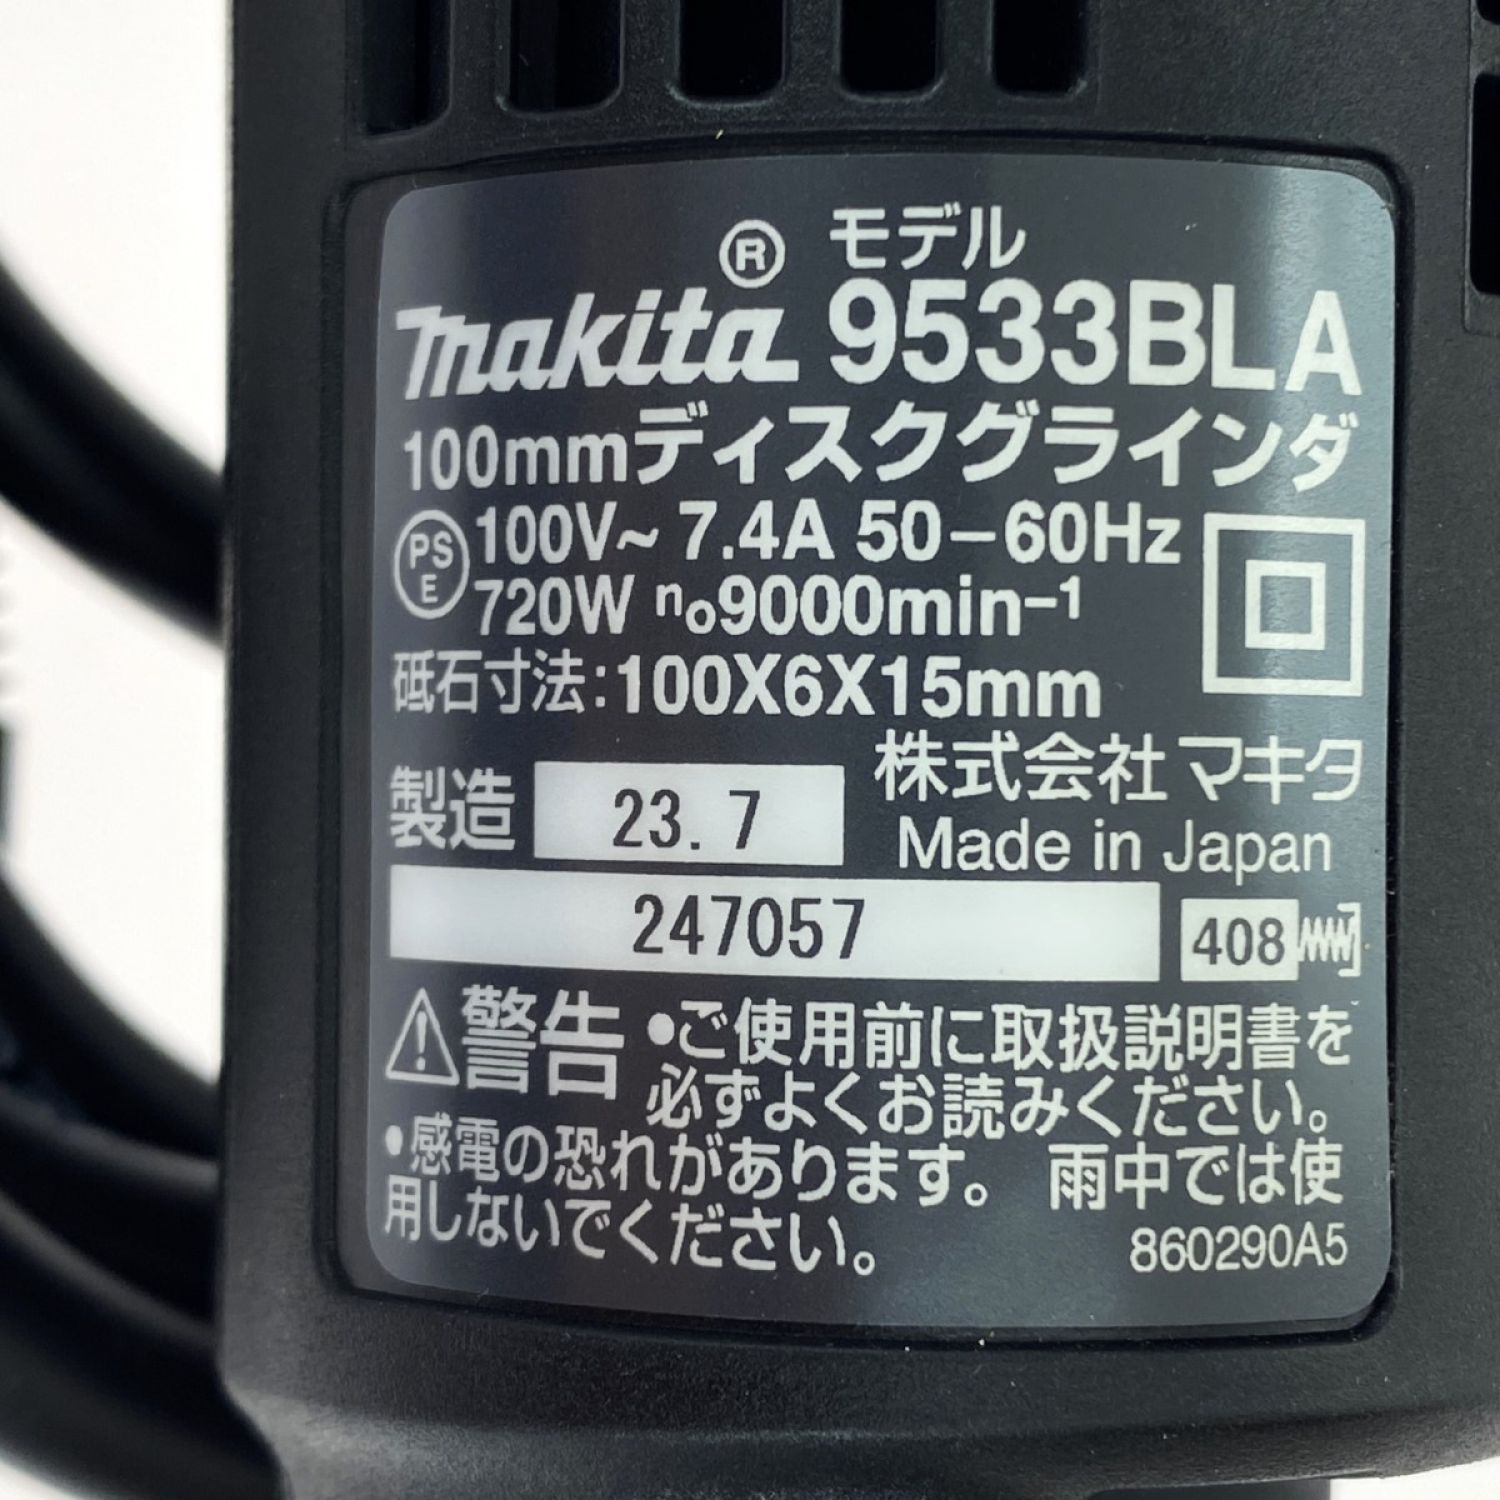 モデル
makita® 9533BLA
100mmディスクグラインダ
PSE 100V~ 7.4A 50-60Hz
720W no9000min-1
砥石寸法:100X6X15mm
株式会社マキタ
製造 23.7
Made in Japan
247057 408
警告 •ご使用前に取扱説明書を
必ずよくお読みください。
•感電の恐れがあります。 雨中では使
用しないでください。
860290A5